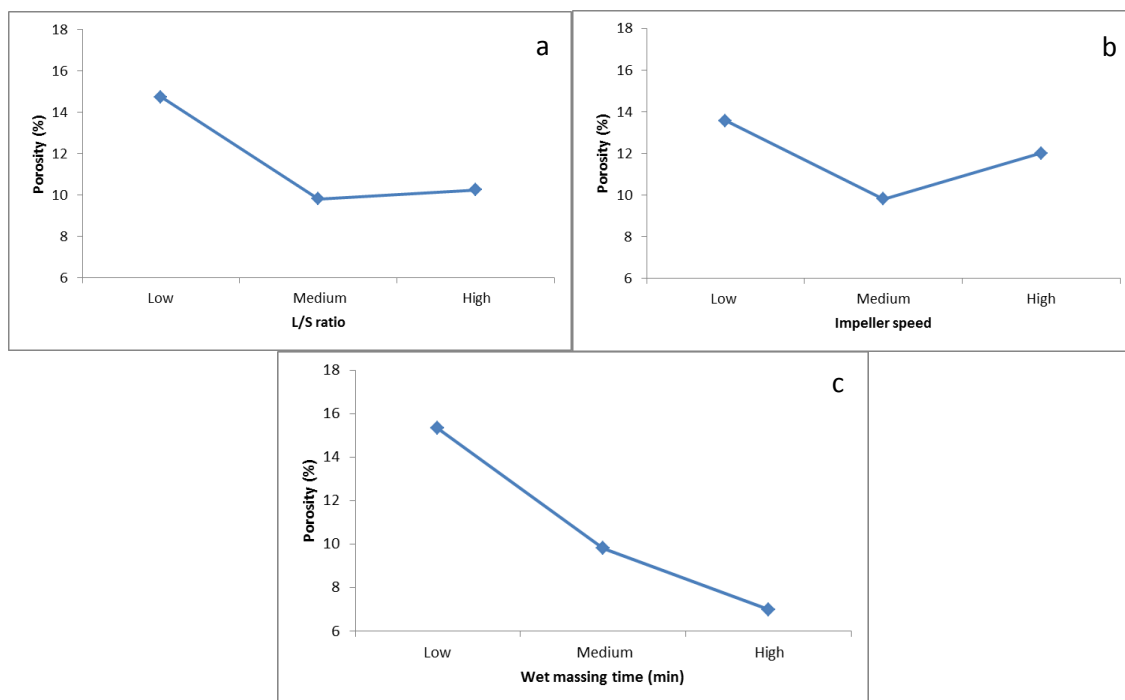 a
18
16
14
12
10
8
6
Porosity (%)
Low Medium High
L/S ratio
b
18
16
14
12
10
8
6
Porosity (%)
Low Medium High
Impeller speed
c
18
16
14
12
10
8
6
Porosity (%)
Low Medium High
Wet massing time (min)